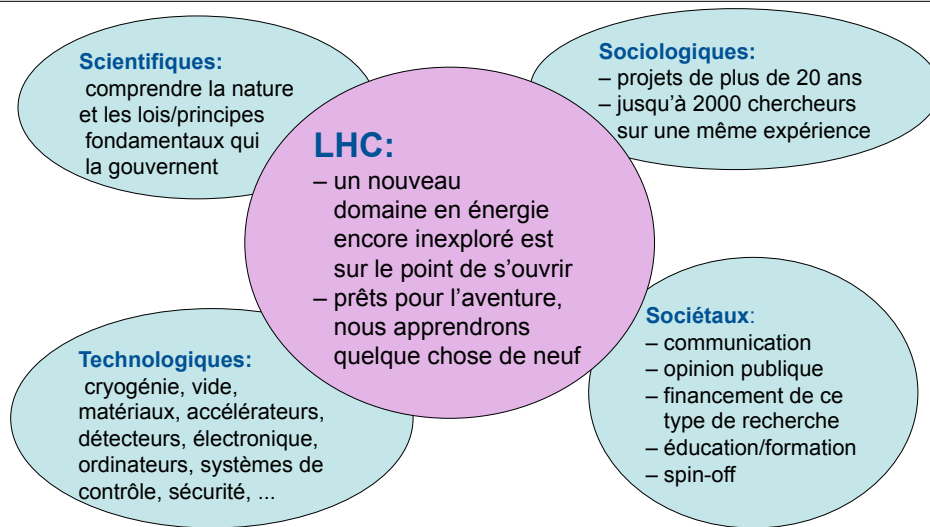 Scientifiques:
comprendre la nature
et les lois/principes
fondamentaux qui
la gouvernent
Sociologiques:
– projets de plus de 20 ans
– jusqu’à 2000 chercheurs
sur une même expérience
LHC:
– un nouveau
domaine en énergie
encore inexploré est
sur le point de s’ouvrir
– prêts pour l’aventure,
nous apprendrons
quelque chose de neuf
Technologiques:
cryogénie, vide,
matériaux, accélérateurs,
détecteurs, électronique,
ordinateurs, systèmes de
contrôle, sécurité, ...
Sociétaux:
– communication
– opinion publique
– financement de ce
type de recherche
– éducation/formation
– spin-off